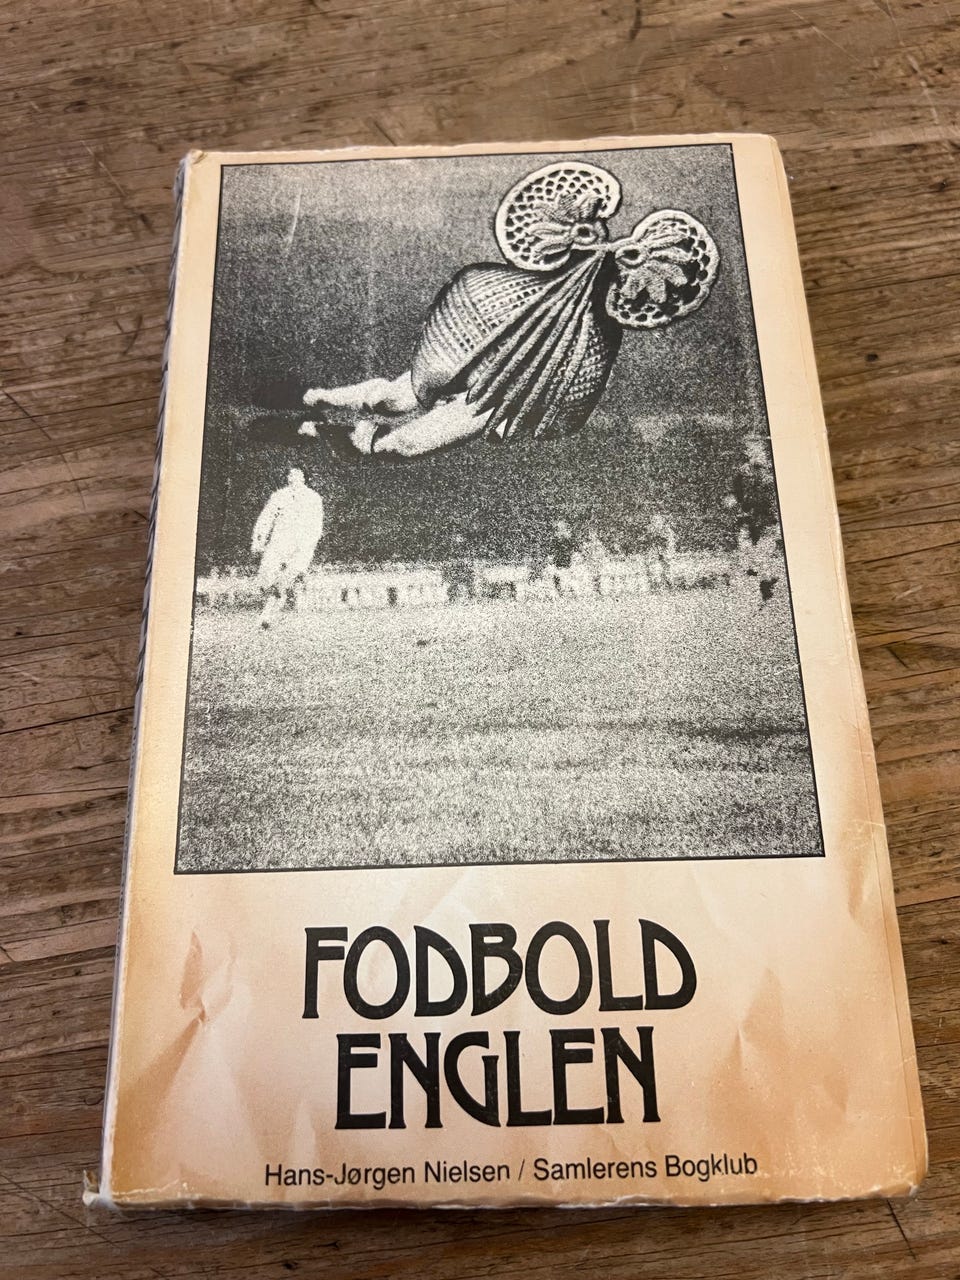 FODBOLD
ENGLEN
Hans-Jørgen Nielsen / Samlerens Bogklub